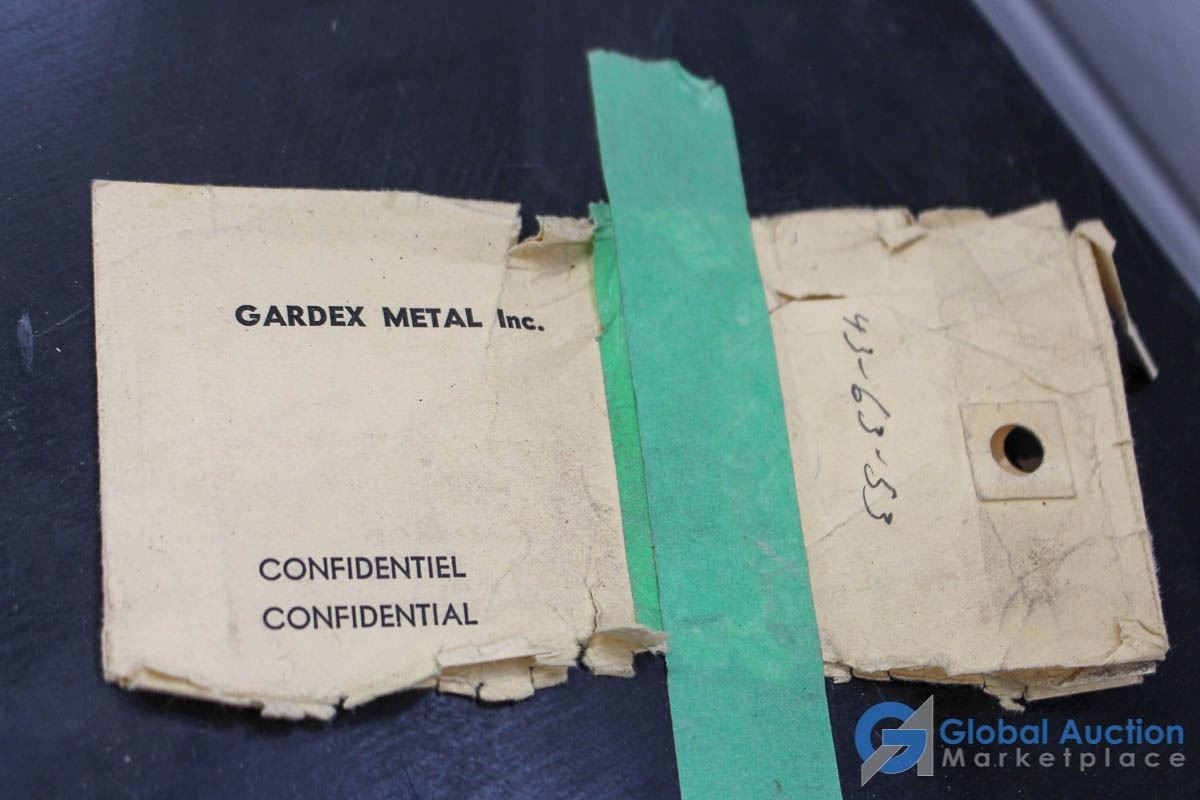 GARDEX METAL Inc.
CONFIDENTIEL
CONFIDENTIAL
43-63-53
Global Auction
Marketplace